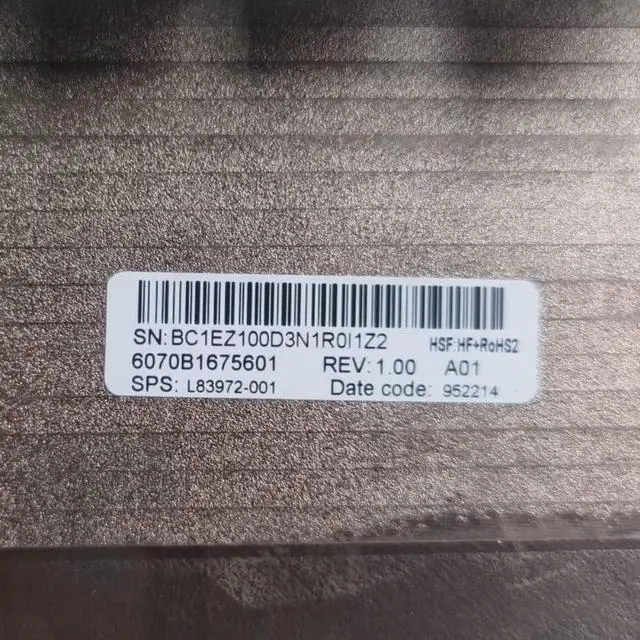 SN:BC1EZ100D3N1R0I1Z2 HSF:HF+RoHS2
6070B1675601 REV: 1.00 A01
SPS: L83972-001 Date code: 952214